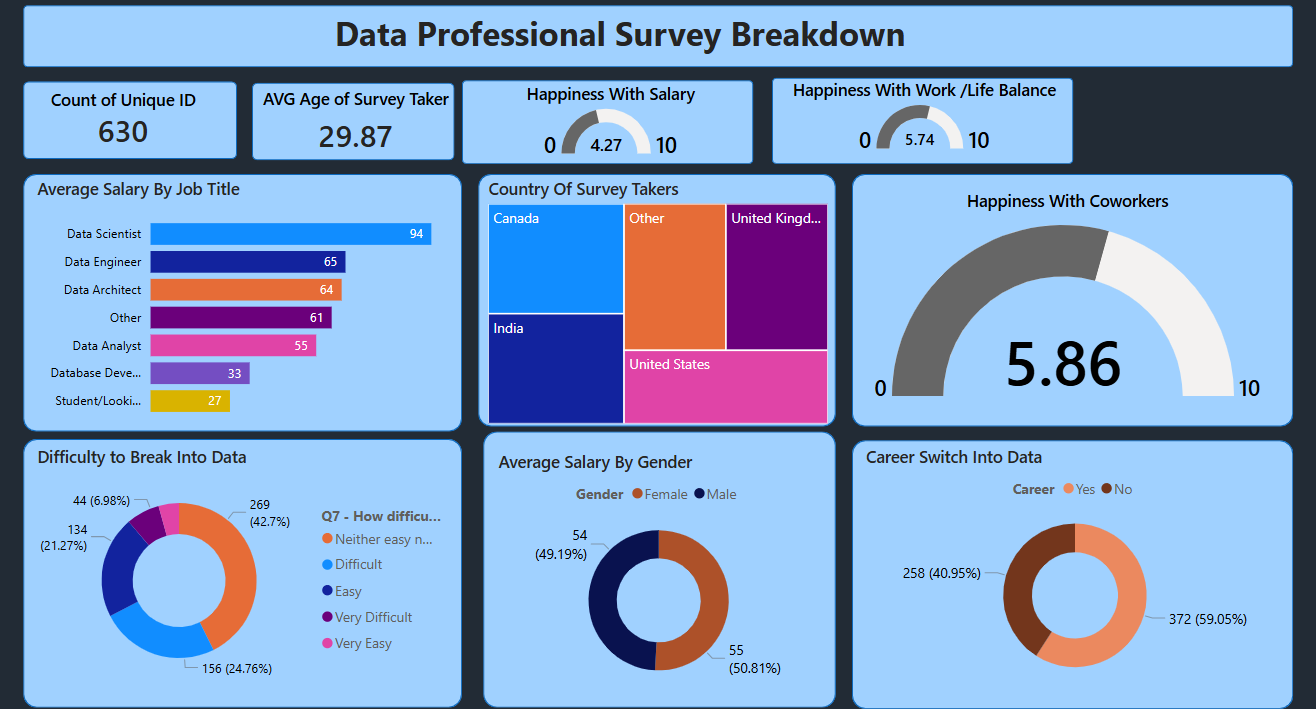 Data Professional Survey Breakdown
Count of Unique ID
630
AVG Age of Survey Taker
29.87
Happiness With Salary
0
4.27
10
Happiness With Work /Life Balance
0
5.74
10
Average Salary By Job Title
Data Scientist
94
Data Engineer
65
Data Architect
64
Other
61
Data Analyst
55
Database Deve...
33
Student/Looki...
27
Country Of Survey Takers
Canada
Other
United Kingd...
India
United States
Happiness With Coworkers
0
5.86
10
Difficulty to Break Into Data
44 (6.98%)
269
(42.7%)
134
(21.27%)
156 (24.76%)
Q7 - How difficu...
Neither easy n...
Difficult
Easy
Very Difficult
Very Easy
Average Salary By Gender
Gender Female Male
54
(49.19%)
55
(50.81%)
Career Switch Into Data
Career Yes No
258 (40.95%)
372 (59.05%)